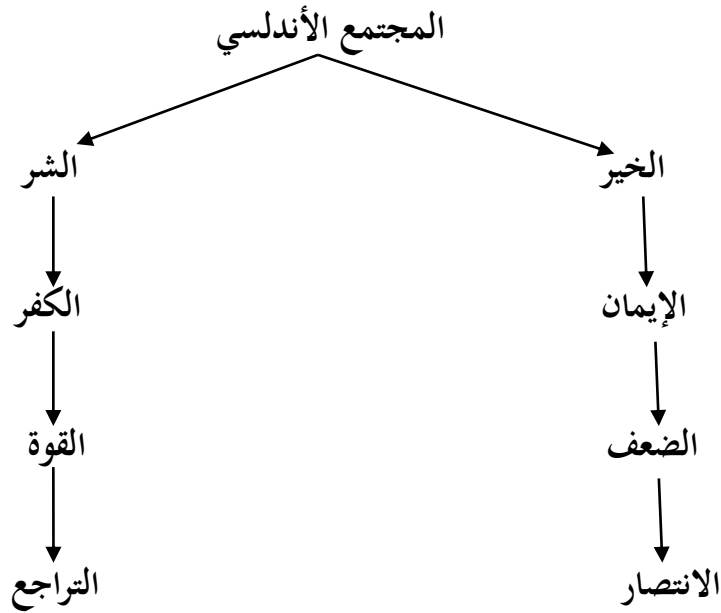 المجتمع الأندلسي
الخير الشر
الإيمان الكفر
الضعف القوة
الانتصار التراجع